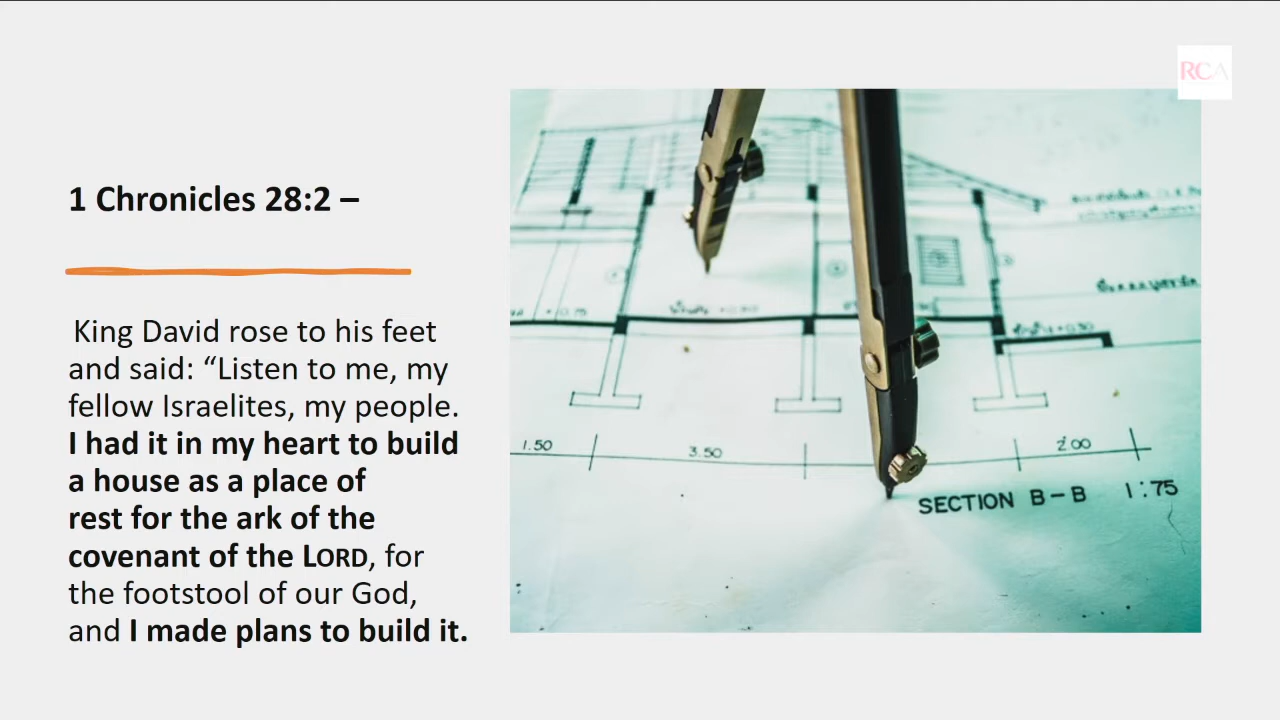 RCA
1 Chronicles 28:2 –
King David rose to his feet
and said: “Listen to me, my
fellow Israelites, my people.
I had it in my heart to build
a house as a place of
rest for the ark of the
covenant of the LORD, for
the footstool of our God,
and I made plans to build it.
1.50
3.50
2.00
SECTION B-B 1:75